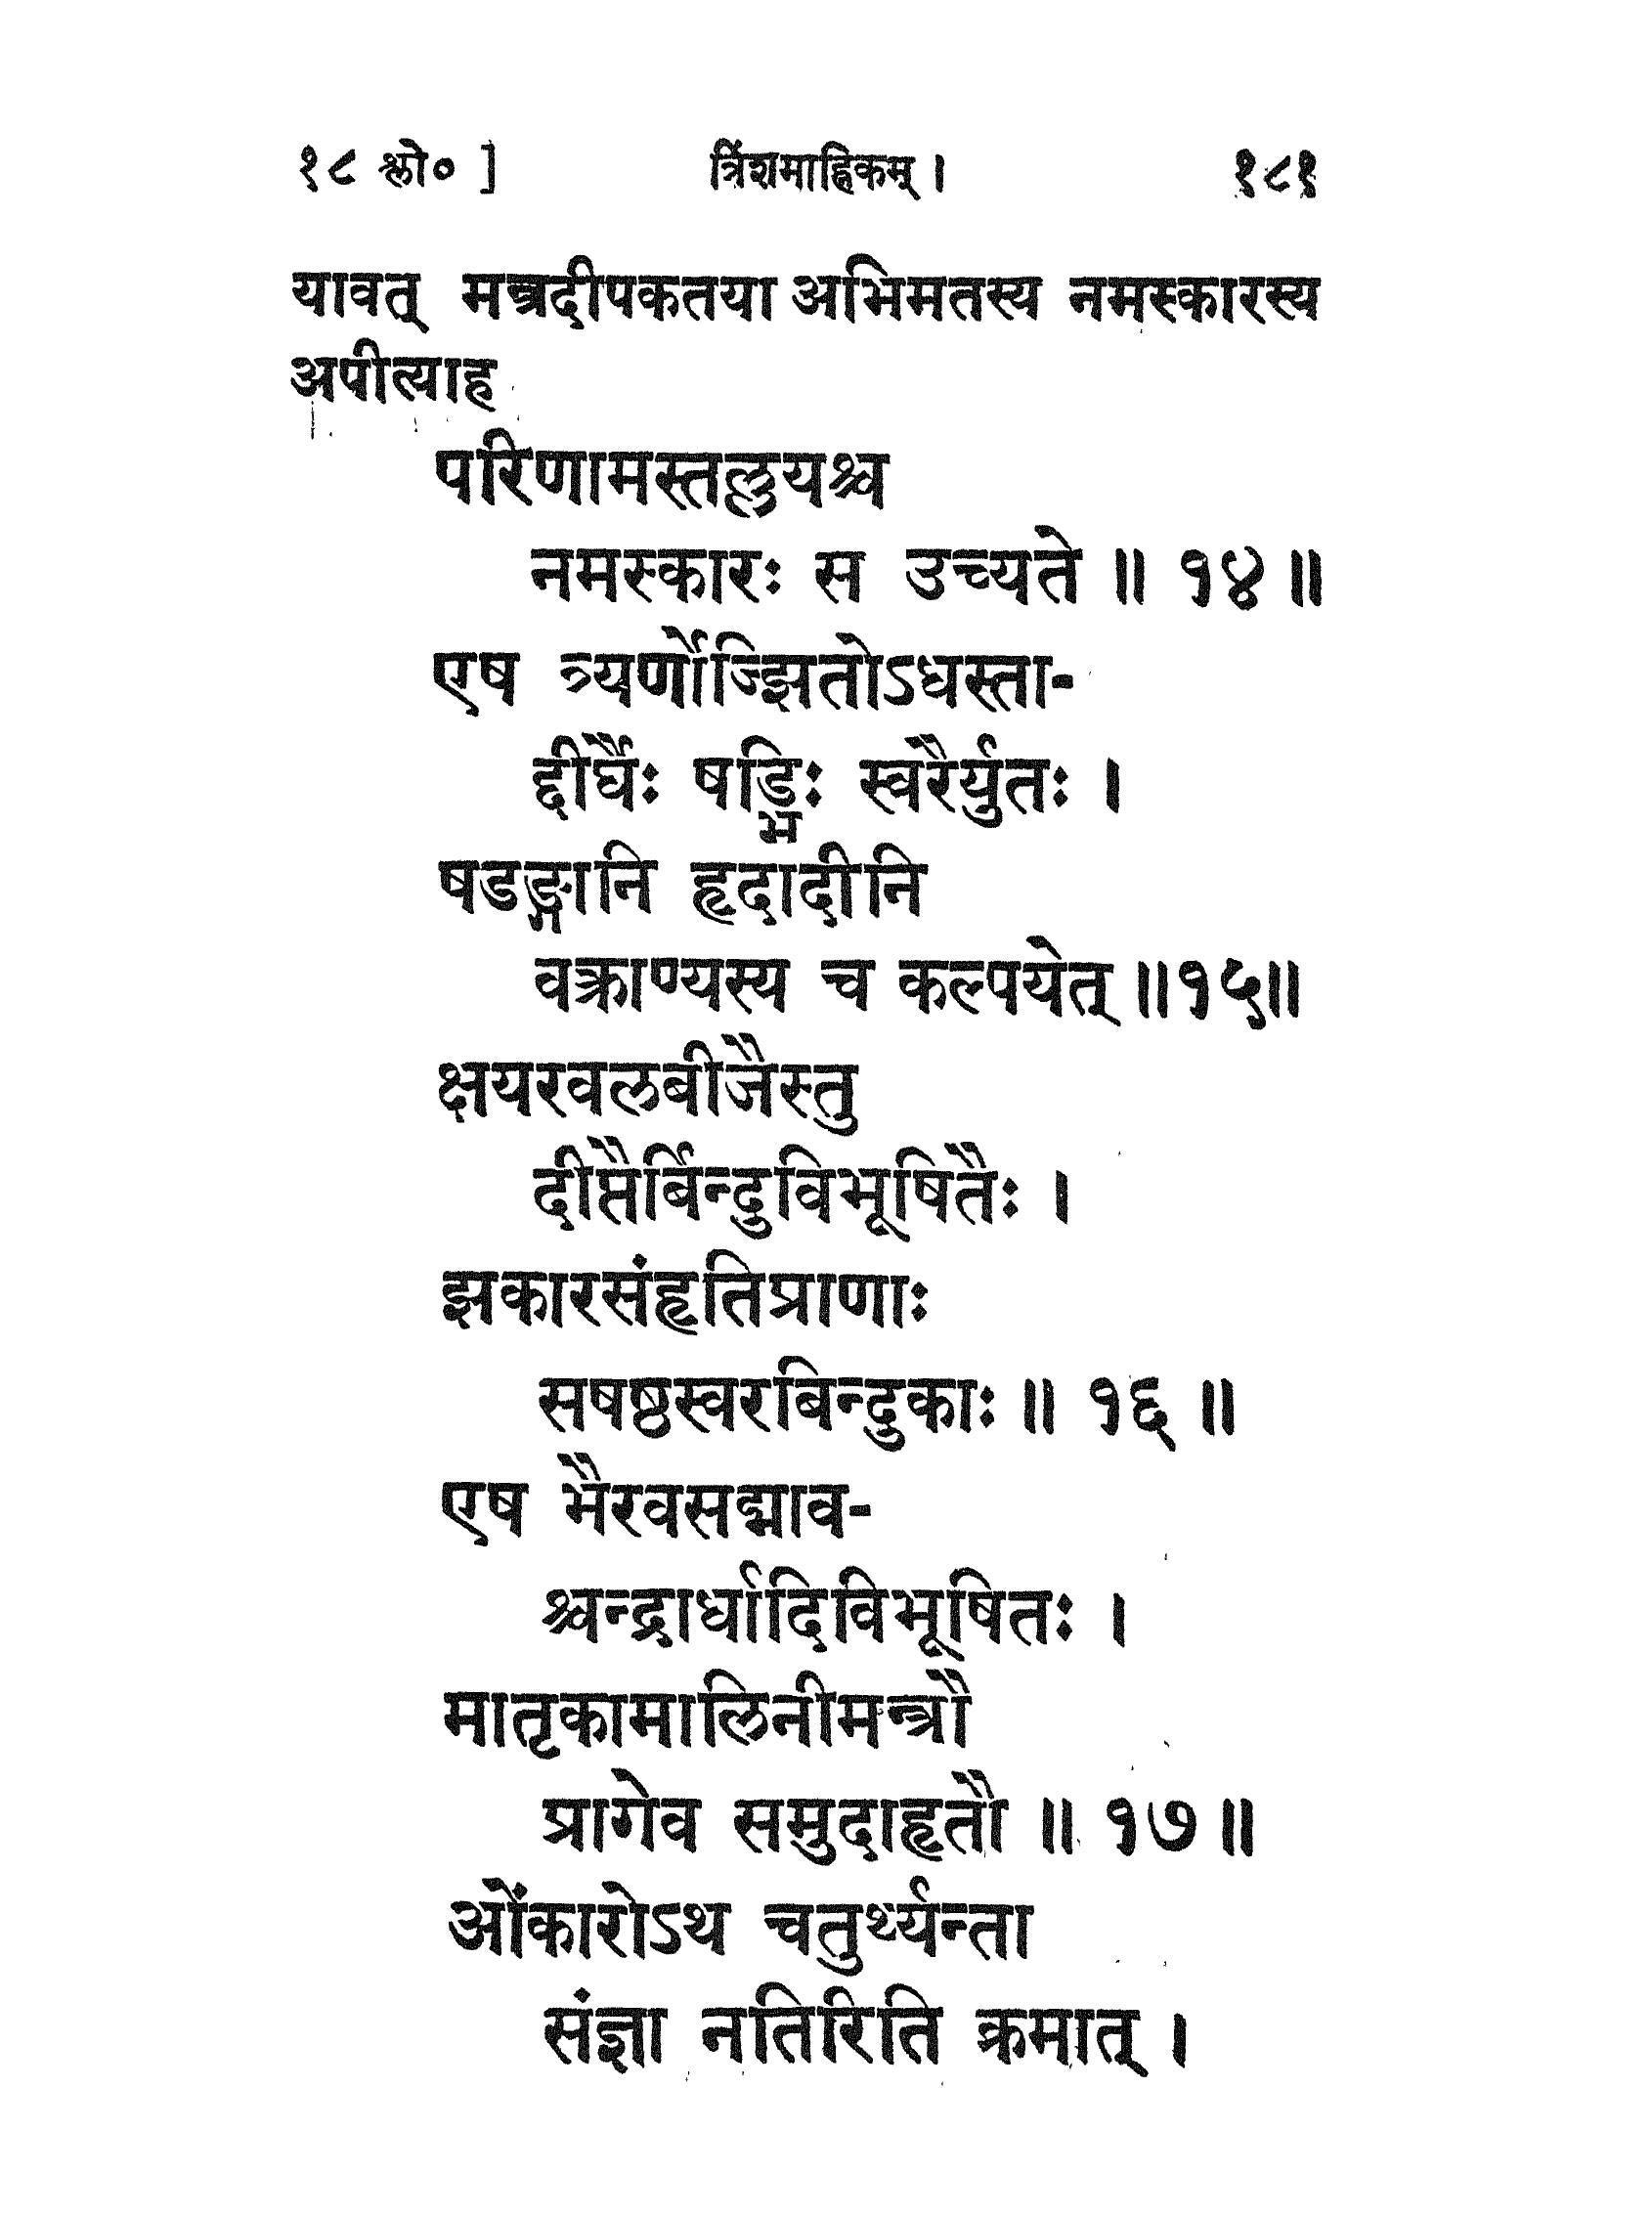 १८ श्लो० ] त्रिंशमाह्निकम् । १८१
यावत् मन्त्रदीपकतया अभिमतस्य नमस्कारस्य
अपीत्याह
परिणामस्तल्लयश्च
नमस्कारः स उच्यते ॥ १४ ॥
एष त्र्यर्णोज्झितोऽधस्ता-
द्दीर्घैः षड्भिः स्वरैर्युतः ।
षडङ्गानि हृदादीनि
वक्त्राण्यस्य च कल्पयेत् ॥१५॥
क्षयरवलबीजैस्तु
दीप्तैर्बिन्दुविभूषितैः ।
झकारसंहृतिप्राणाः
सषष्ठस्वरबिन्दुकाः ॥ १६ ॥
एष भैरवसद्भाव-
श्चन्द्रार्धादिविभूषितः ।
मातृकामालिनीमन्त्रौ
प्रागेव समुदाहृतौ ॥ १७ ॥
ओंकारोऽथ चतुर्थ्यन्ता
संज्ञा नतिरिति क्रमात् ।